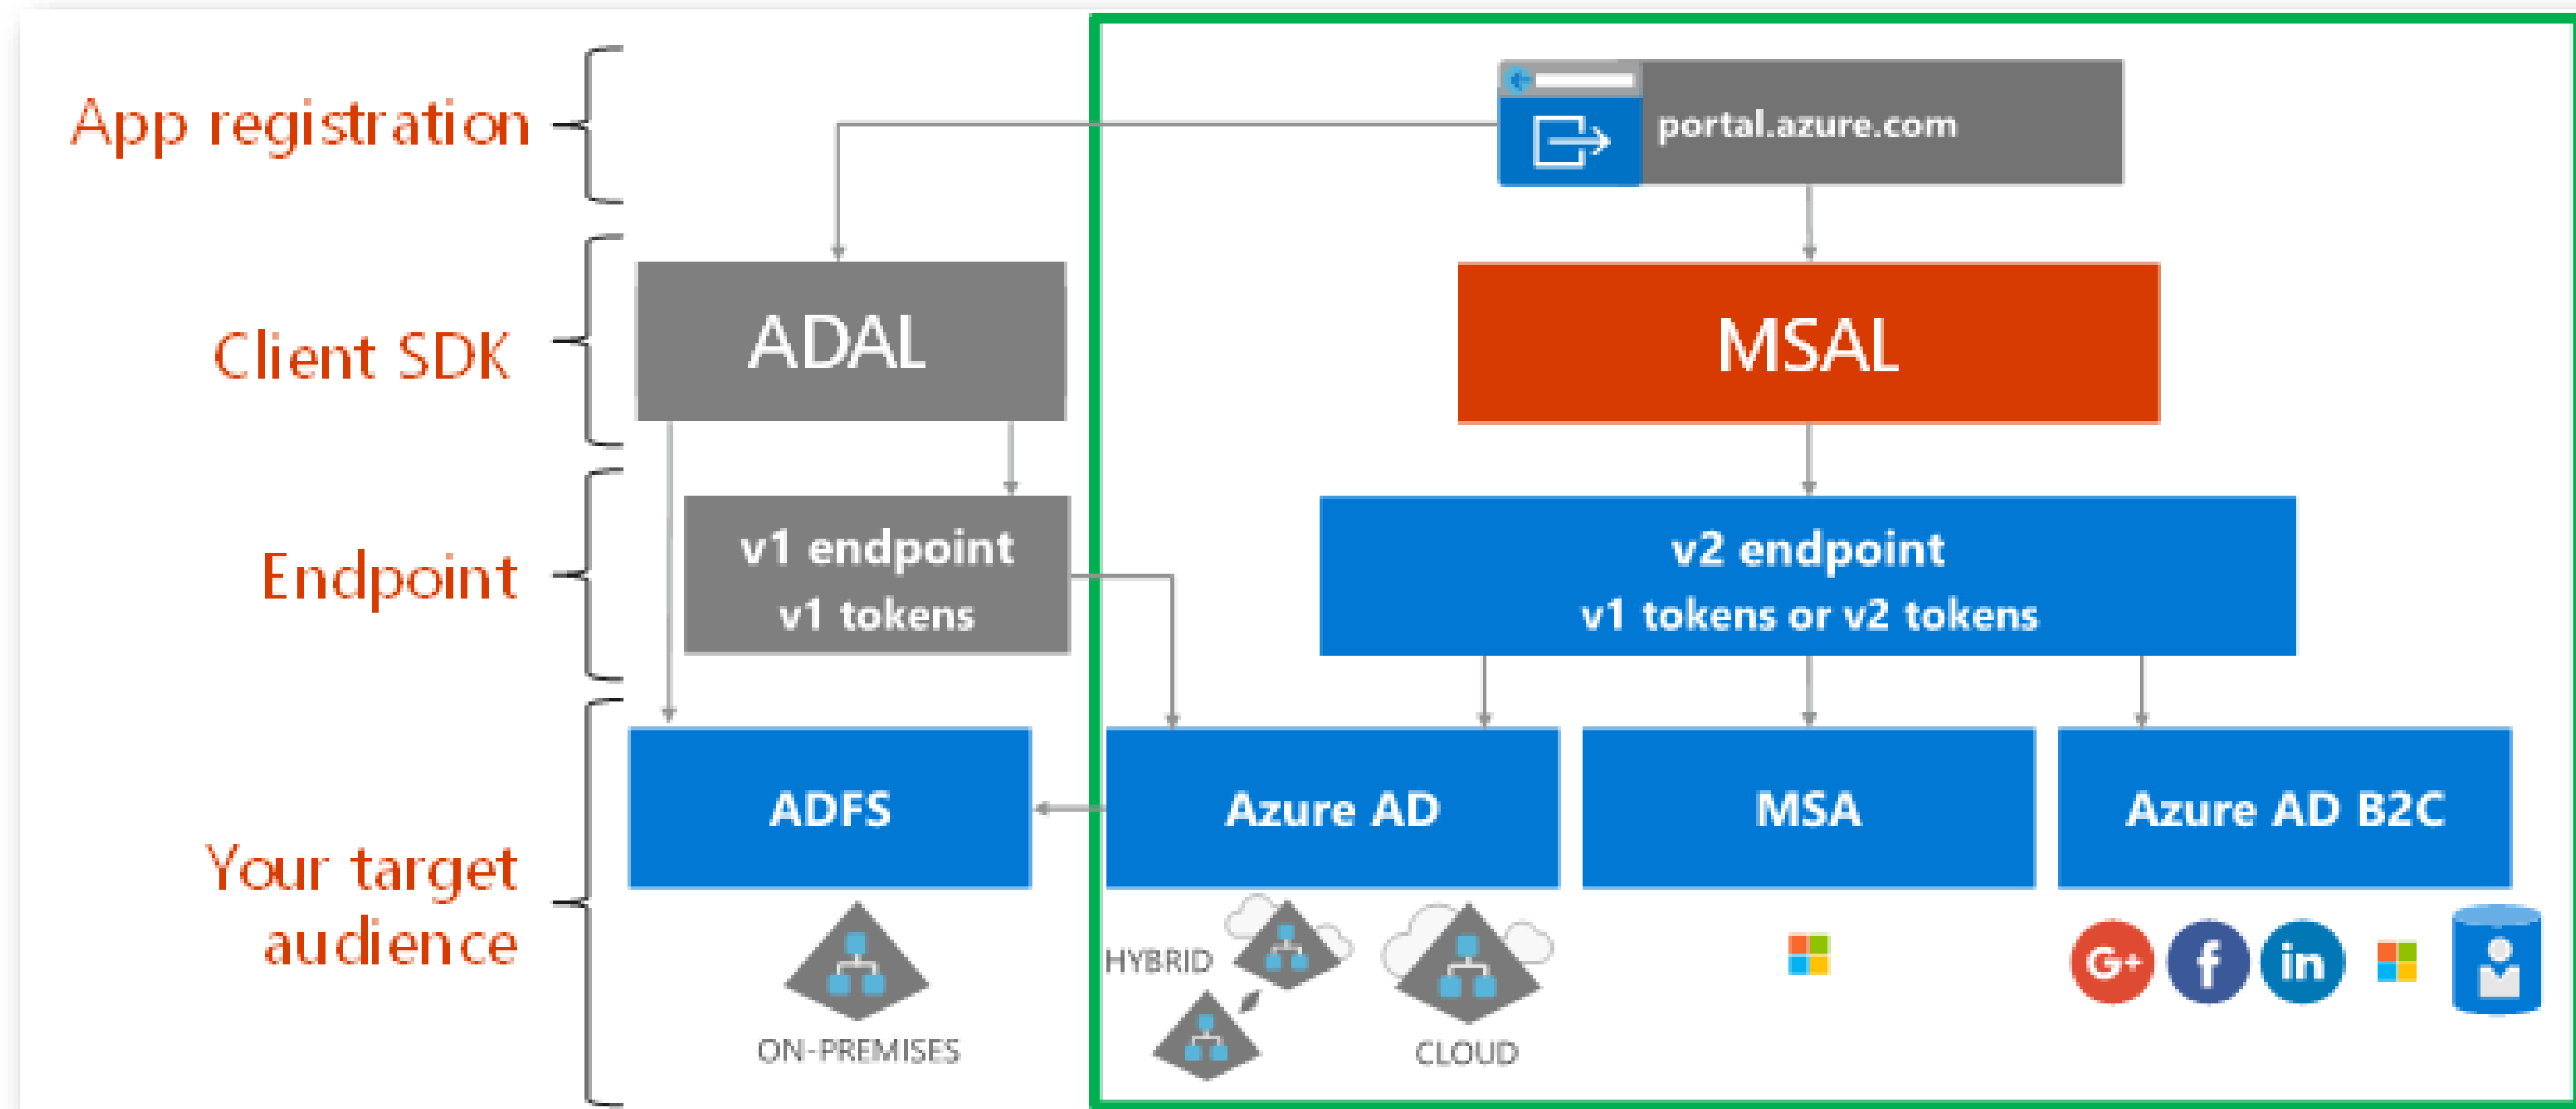 App registration
portal.azure.com
Client SDK
ADAL
MSAL
Endpoint
v1 endpoint
v1 tokens
v2 endpoint
v1 tokens or v2 tokens
Your target
audience
ADFS
Azure AD
MSA
Azure AD B2C
ON-PREMISES
HYBRID
CLOUD
G+
f
in